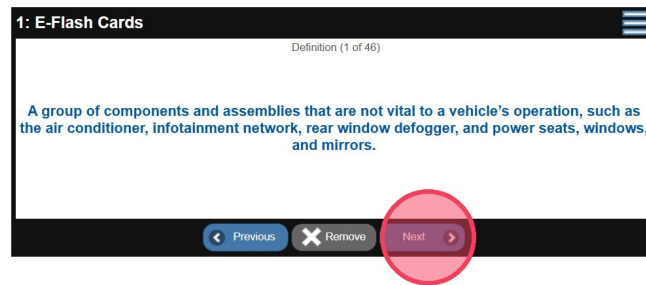 1: E-Flash Cards
Definition (1 of 46)
A group of components and assemblies that are not vital to a vehicle's operation, such as
the air conditioner, infotainment network, rear window defogger, and power seats, windows,
and mirrors.
Previous Remove Next